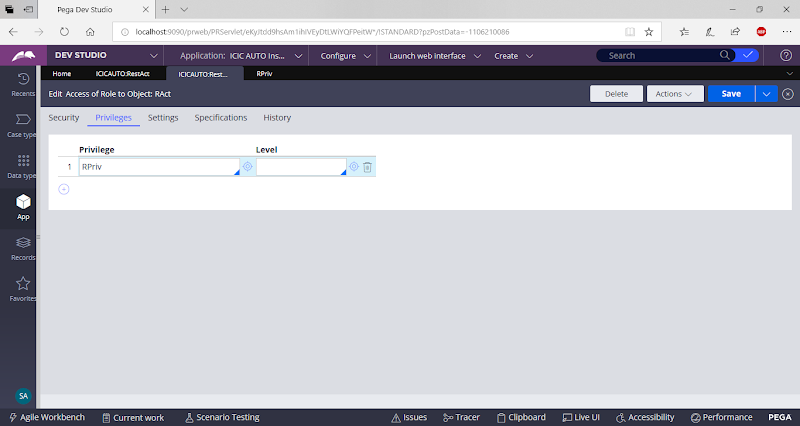 Pega Dev Studio
localhost:9090/prweb/PRServlet/eKyJtdd9hsAm1ihIVEyDtLWiYQFPeitW*/!STANDARD?pzPostData=-1106210086
DEV STUDIO Application: ICIC AUTO Ins... Configure Launch web interface Create Search
Home ICICAUTO:RestAct ICICAUTO:Rest... RPriv
Recents
Edit Access of Role to Object: RAct Delete Actions Save
Security Privileges Settings Specifications History
Case type
Privilege Level
1 RPriv
Data type
App
Records
Favorites
SA
Agile Workbench Current work Scenario Testing Issues Tracer Clipboard Live UI Accessibility Performance PEGA